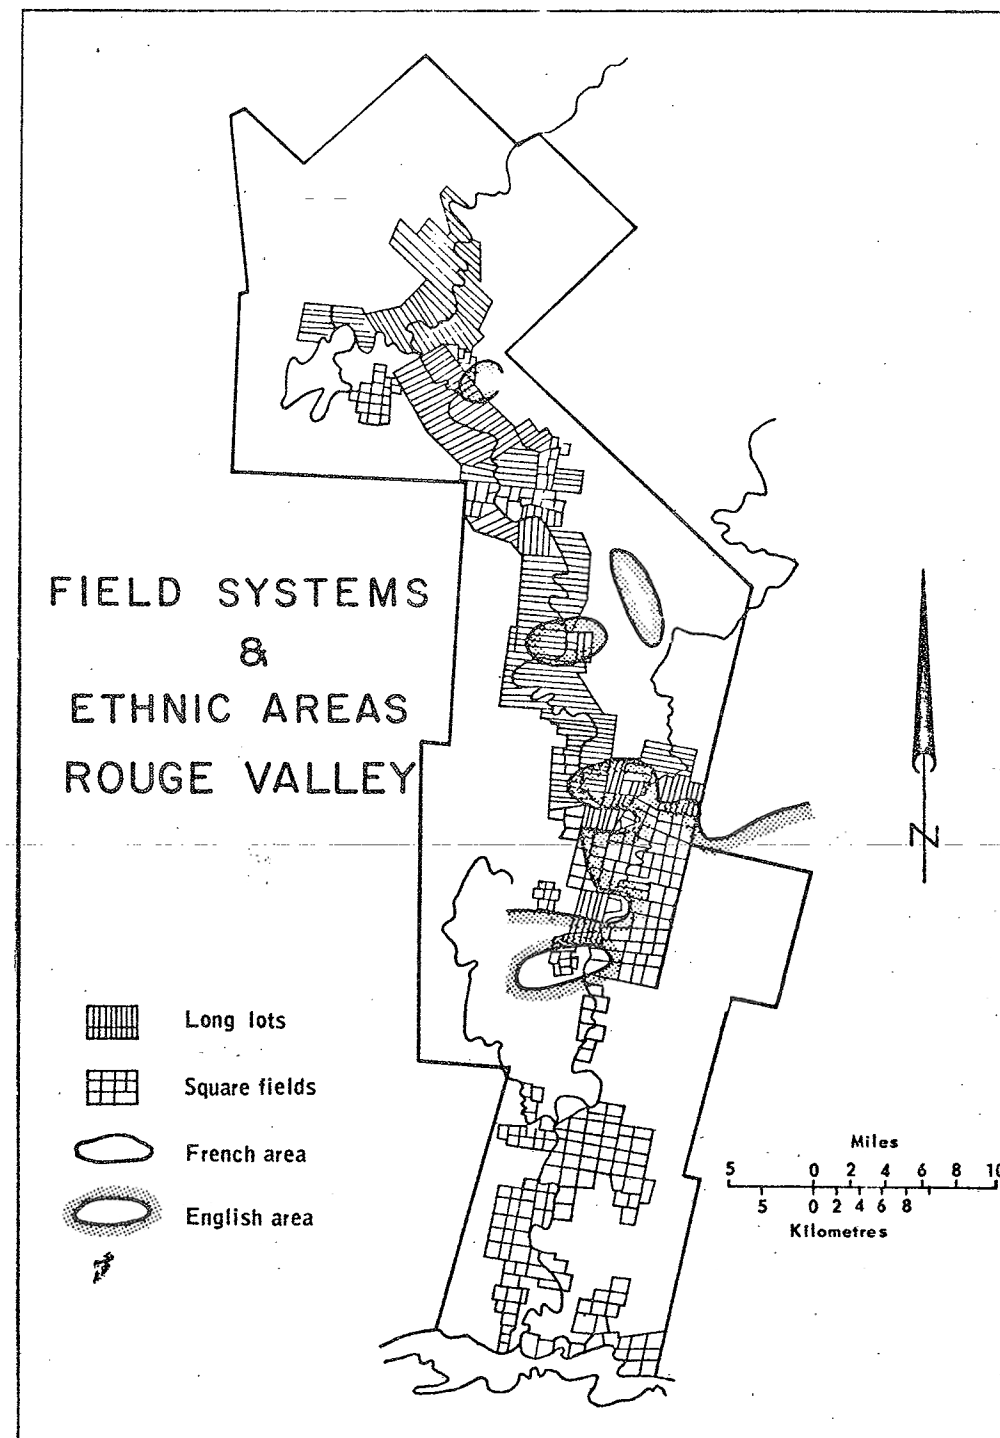 FIELD SYSTEMS
&
ETHNIC AREAS
ROUGE VALLEY
Long lots
Square fields
French area
English area
N
Miles
5 0 2 4 6 8 10
5 0 2 4 6 8
Kilometres